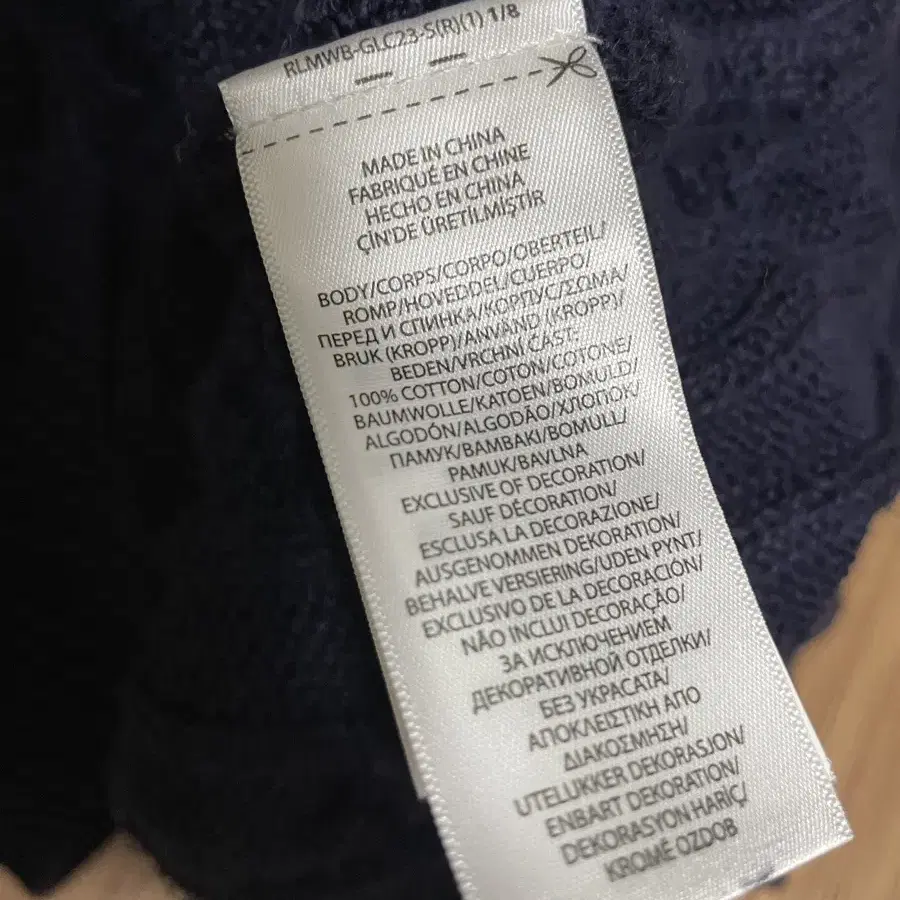 RLMWB-GLC23-S(R)(1) 1/8
MADE IN CHINA
FABRIQUÉ EN CHINE
HECHO EN CHINA
ÇİN'DE ÜRETİLMİŞTİR
BODY/CORPS/CORPO/OBERTEIL/
ROMP/HOVEDDEL/CUERPO/
ПЕРЕД И СПИНКА/КОРПУС/ΣΩΜΑ/
BRUK (KROPP)/ANVÄND (KROPP)/
BEDEN/VRCHNÍ ČÁST:
100% COTTON/COTON/COTONE/
BAUMWOLLE/KATOEN/BOMULD/
ALGODÓN/ALGODÃO/ХЛОПОК/
ПАМУК/ΒΑΜΒΑΚΙ/BOMULL/
PAMUK/BAVLNA
EXCLUSIVE OF DECORATION/
SAUF DÉCORATION/
ESCLUSA LA DECORAZIONE/
AUSGENOMMEN DEKORATION/
BEHALVE VERSIERING/UDEN PYNT/
EXCLUSIVO DE LA DECORACIÓN/
NÃO INCLUI DECORAÇÃO/
ЗА ИСКЛЮЧЕНИЕМ
ДЕКОРАТИВНОЙ ОТДЕЛКИ/
БЕЗ УКРАСАТА/
ΑΠΟΚΛΕΙΣΤΙΚΗ ΑΠΟ
ΔΙΑΚΟΣΜΗΣΗ/
UTELUKKER DEKORASJON/
ENBART DEKORATION/
DEKORASYON HARİÇ/
KROMĚ OZDOB